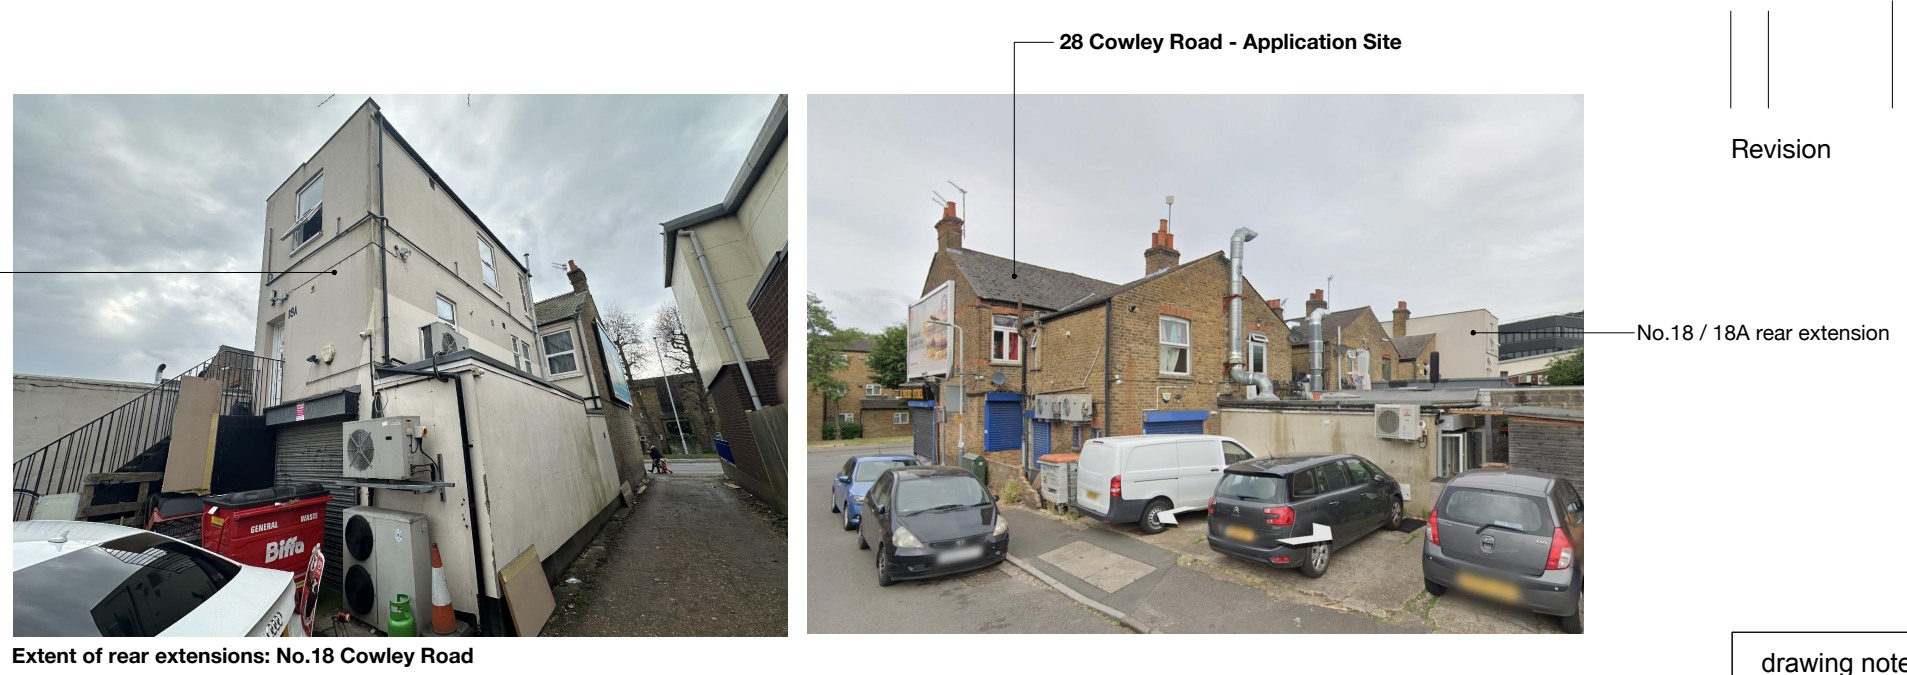 28 Cowley Road - Application Site
Revision
18A
No.18 / 18A rear extension
GENERAL WASTE
Biffa
Extent of rear extensions: No.18 Cowley Road
drawing note